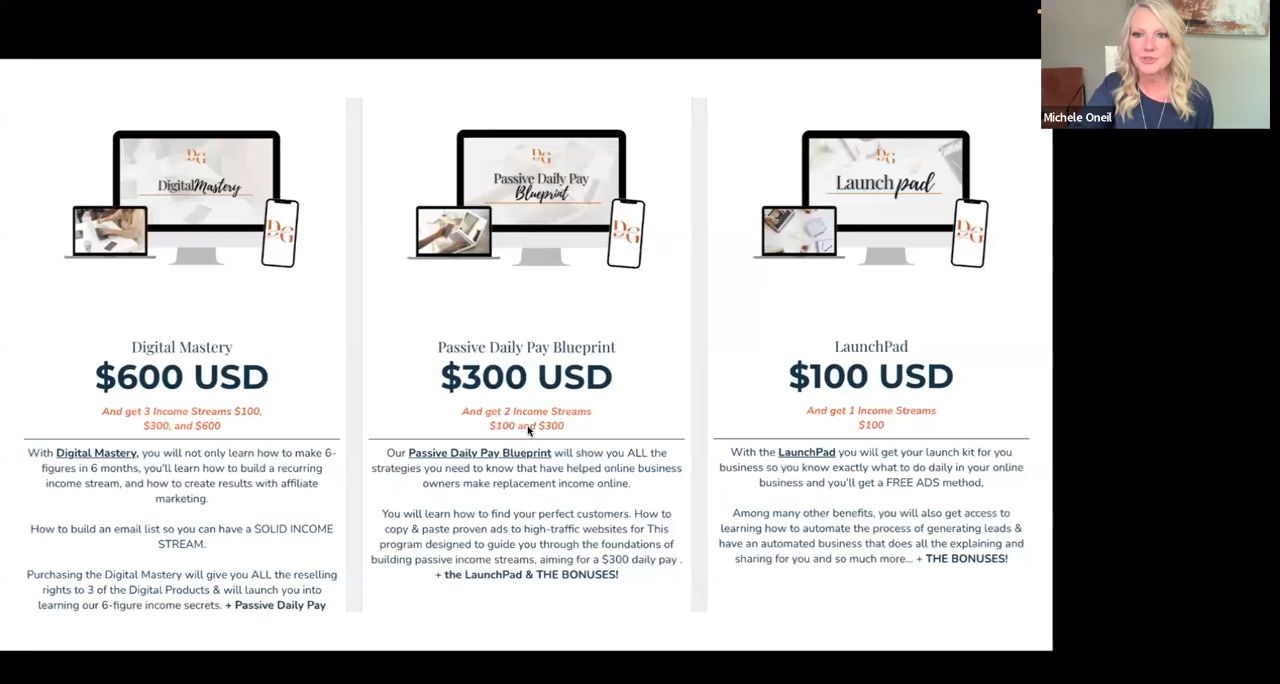 Michele Oneil
DG
DigitalMastery
DG
Digital Mastery
$600 USD
And get 3 Income Streams $100,
$300, and $600
With Digital Mastery, you will not only learn how to make 6-
figures in 6 months, you'll learn how to build a recurring
income stream, and how to create results with affiliate
marketing.
How to build an email list so you can have a SOLID INCOME
STREAM.
Purchasing the Digital Mastery will give you ALL the reselling
rights to 3 of the Digital Products & will launch you into
learning our 6-figure income secrets. + Passive Daily Pay
DG
Passive Daily Pay
Blueprint
DG
Passive Daily Pay Blueprint
$300 USD
And get 2 Income Streams
$100 and $300
Our Passive Daily Pay Blueprint will show you ALL the
strategies you need to know that have helped online business
owners make replacement income online.
You will learn how to find your perfect customers. How to
copy & paste proven ads to high-traffic websites for This
program designed to guide you through the foundations of
building passive income streams, aiming for a $300 daily pay .
+ the LaunchPad & THE BONUSES!
DG
Launch pad
DG
LaunchPad
$100 USD
And get 1 Income Streams
$100
With the LaunchPad you will get your launch kit for you
business so you know exactly what to do daily in your online
business and you'll get a FREE ADS method,
Among many other benefits, you will also get access to
learning how to automate the process of generating leads &
have an automated business that does all the explaining and
sharing for you and so much more... + THE BONUSES!